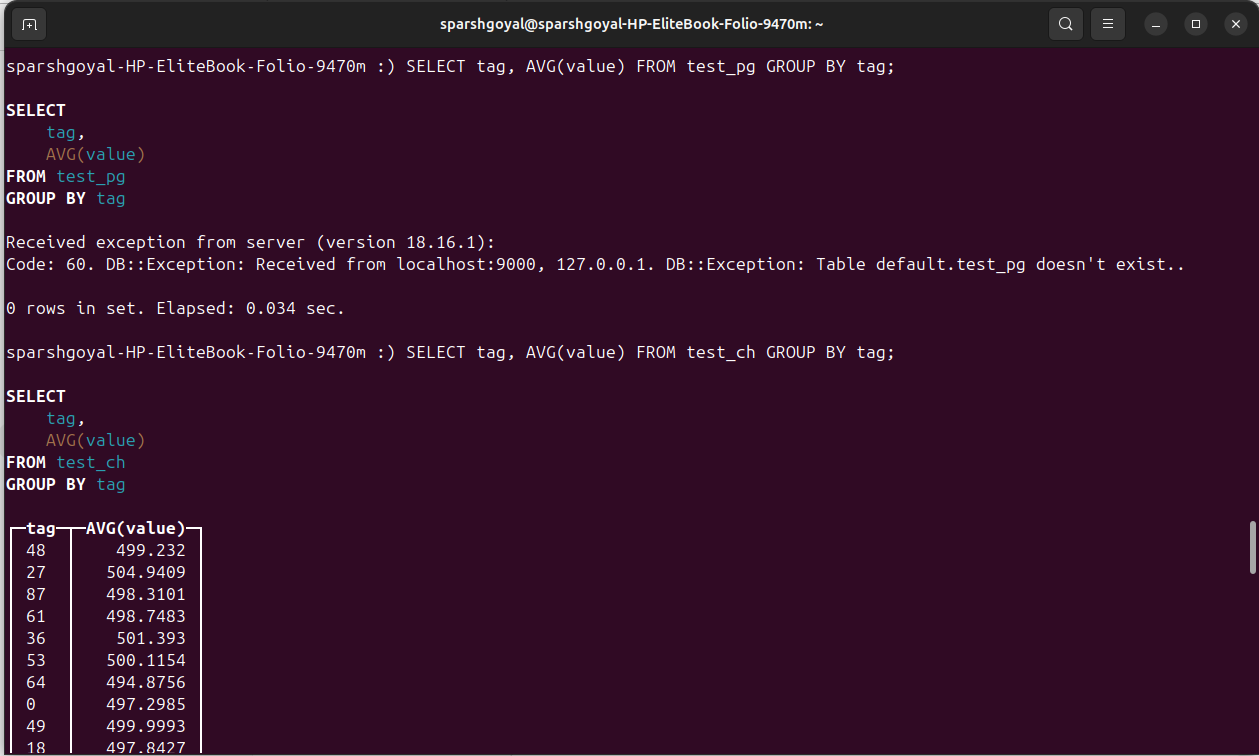 sparshgoyal@sparshgoyal-HP-EliteBook-Folio-9470m: ~
sparshgoyal-HP-EliteBook-Folio-9470m :) SELECT tag, AVG(value) FROM test_pg GROUP BY tag;
SELECT
tag,
AVG(value)
FROM test_pg
GROUP BY tag
Received exception from server (version 18.16.1):
Code: 60. DB::Exception: Received from localhost:9000, 127.0.0.1. DB::Exception: Table default.test_pg doesn't exist..
0 rows in set. Elapsed: 0.034 sec.
sparshgoyal-HP-EliteBook-Folio-9470m :) SELECT tag, AVG(value) FROM test_ch GROUP BY tag;
SELECT
tag,
AVG(value)
FROM test_ch
GROUP BY tag
tag AVG(value)
48 499.232
27 504.9409
87 498.3101
61 498.7483
36 501.393
53 500.1154
64 494.8756
0 497.2985
49 499.9993
18 497.8427